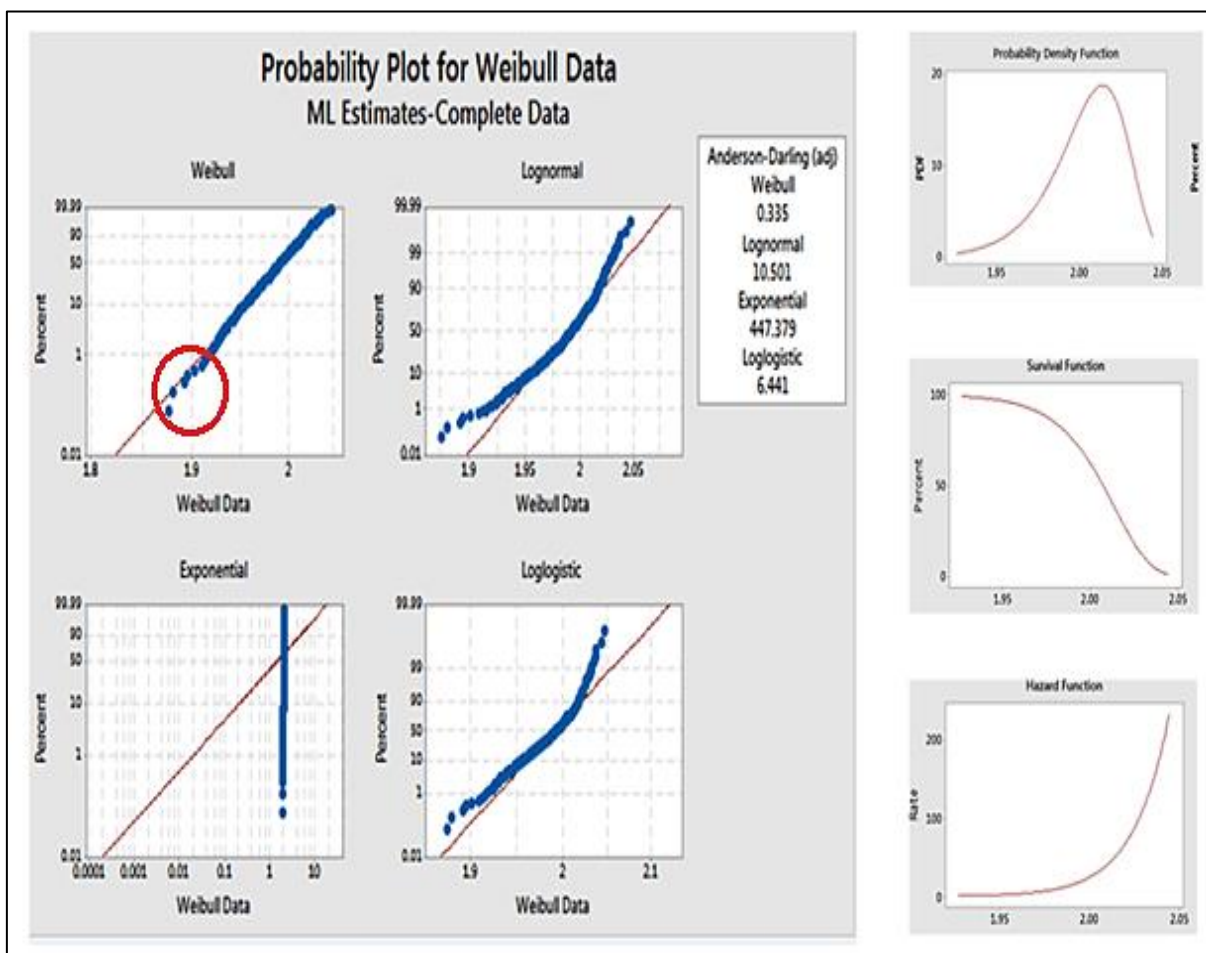 Probability Plot for Weibull Data
ML Estimates-Complete Data
Weibull
99.99
90
50
10
1
0.01
Percent
1.8
1.9
2
Weibull Data
Lognormal
99.99
99
90
50
10
1
0.01
Percent
1.9
1.95
2
2.05
Weibull Data
Anderson-Darling (adj)
Weibull
0.335
Lognormal
10.501
Exponential
447.379
Loglogistic
6.441
Exponential
99.99
90
50
10
1
0.01
Percent
0.0001
0.001
0.01
0.1
1
10
Weibull Data
Loglogistic
99.99
99
90
50
10
1
0.01
Percent
1.9
2
2.1
Weibull Data
Probability Density Function
20
10
0
PDF
Percent
1.95
2.00
2.05
Survival Function
100
50
0
Percent
1.95
2.00
2.05
Hazard Function
200
100
0
Rate
1.95
2.00
2.05